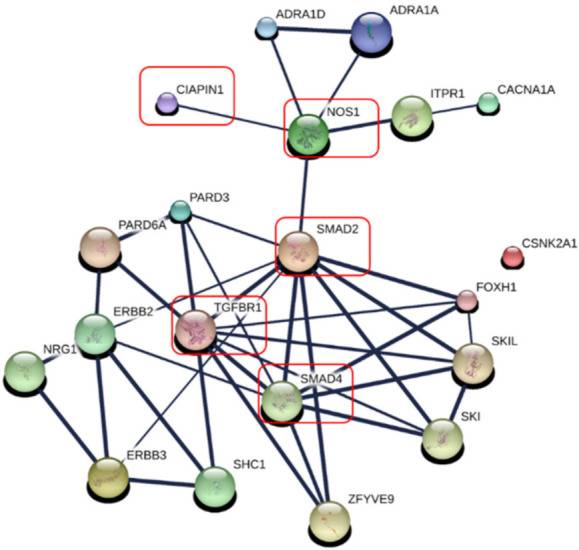 ADRA1D
ADRA1A
CIAPIN1
NOS1
ITPR1
CACNA1A
PARD3
PARD6A
SMAD2
CSNK2A1
FOXH1
ERBB2
TGFBR1
NRG1
SKIL
SMAD4
SKI
ERBB3
SHC1
ZFYVE9